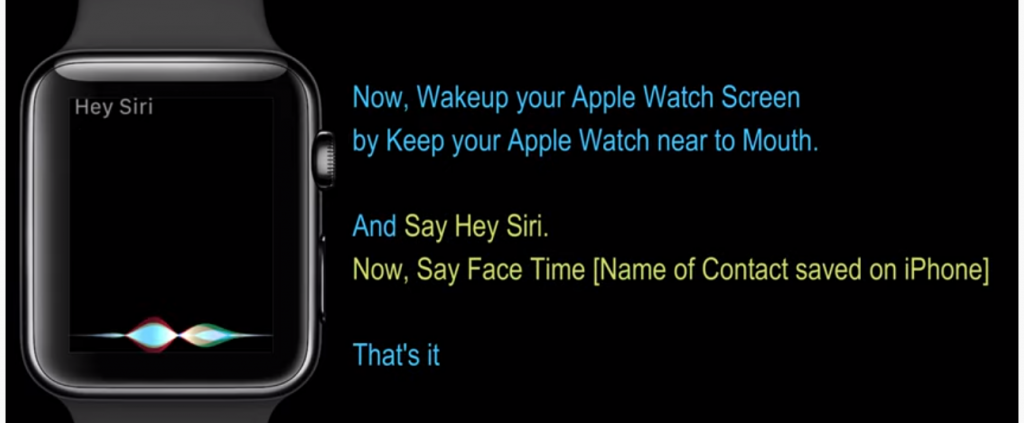 Hey Siri
Now, Wakeup your Apple Watch Screen
by Keep your Apple Watch near to Mouth.
And Say Hey Siri.
Now, Say Face Time [Name of Contact saved on iPhone]
That's it